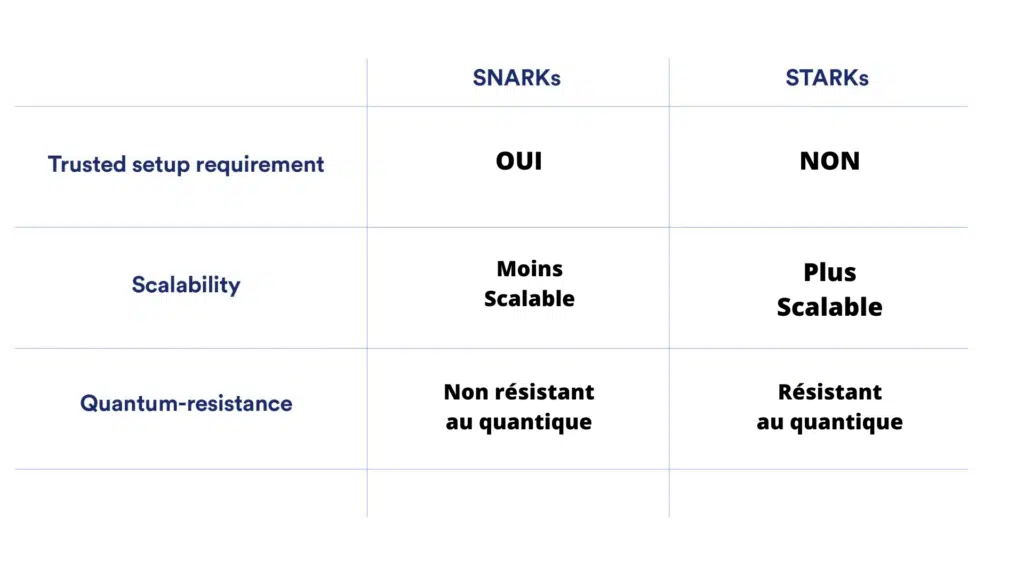 SNARKs STARKs
Trusted setup requirement OUI NON
Scalability
Moins
Scalable
Plus
Scalable
Quantum-resistance
Non résistant
au quantique
Résistant
au quantique